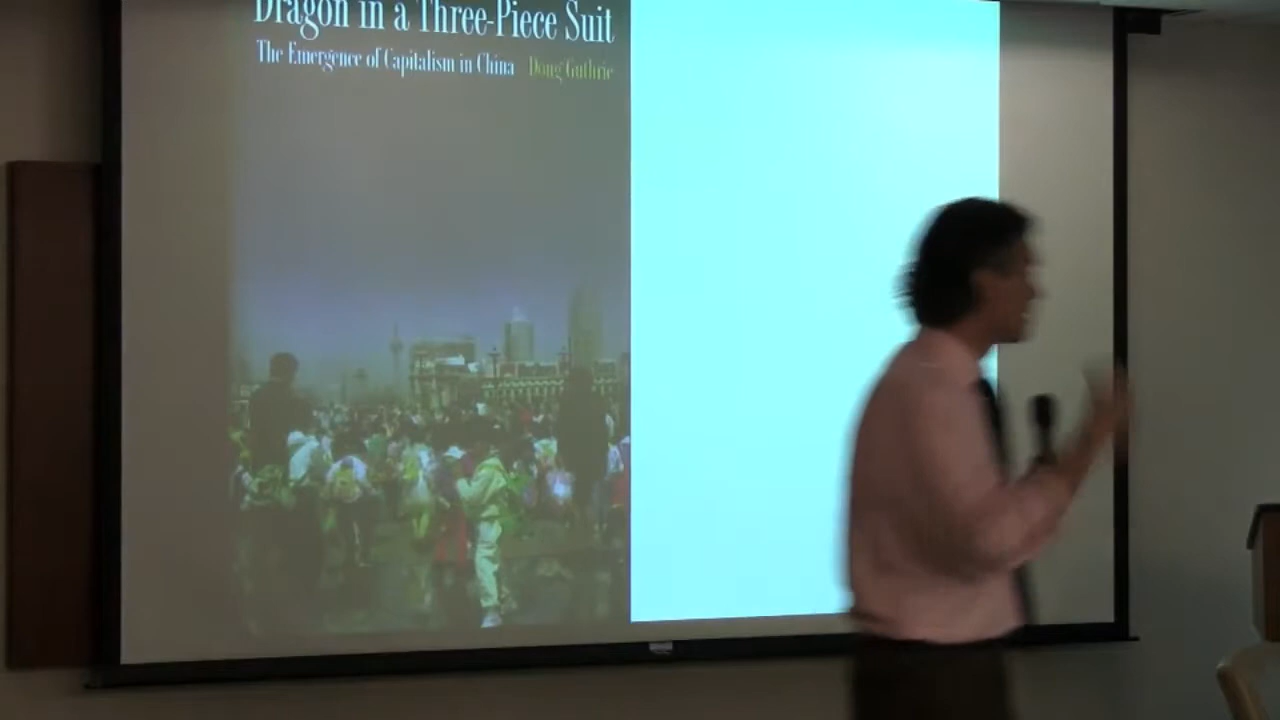 Dragon in a Three-Piece Suit
The Emergence of Capitalism in China Doug Guthrie